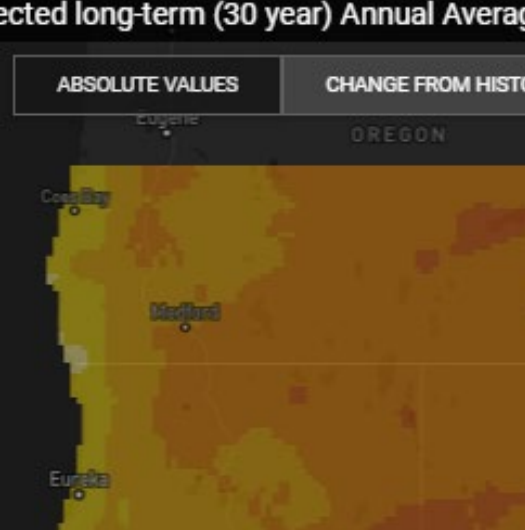 ected long-term (30 year) Annual Averag
ABSOLUTE VALUES
CHANGE FROM HISTO
Eugene
OREGON
Coos Bay
Medford
Eureka